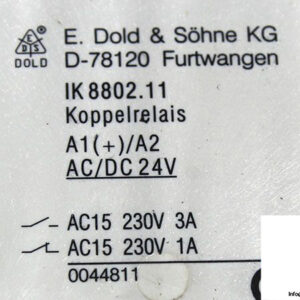 E. Dold & Söhne KG
DOLD D-78120 Furtwangen
IK 8802.11
Koppelrelais
A1(+)/A2
AC/DC 24V
AC15 230V 3A
AC15 230V 1A
0044811